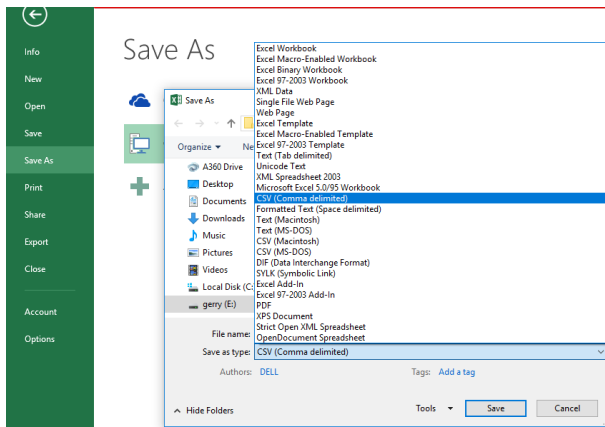 Info
New
Open
Save
Save As
Print
Share
Export
Close
Account
Options
Save As
Save As
Organize
Ne
A360 Drive
Desktop
Documents
Downloads
Music
Pictures
Videos
Local Disk (C:
gerry (E:)
Excel Workbook
Excel Macro-Enabled Workbook
Excel Binary Workbook
Excel 97-2003 Workbook
XML Data
Single File Web Page
Web Page
Excel Template
Excel Macro-Enabled Template
Excel 97-2003 Template
Text (Tab delimited)
Unicode Text
XML Spreadsheet 2003
Microsoft Excel 5.0/95 Workbook
CSV (Comma delimited)
Formatted Text (Space delimited)
Text (Macintosh)
Text (MS-DOS)
CSV (Macintosh)
CSV (MS-DOS)
DIF (Data Interchange Format)
SYLK (Symbolic Link)
Excel Add-In
Excel 97-2003 Add-In
PDF
XPS Document
Strict Open XML Spreadsheet
OpenDocument Spreadsheet
File name:
Save as type: CSV (Comma delimited)
Authors: DELL Tags: Add a tag
Hide Folders Tools Save Cancel